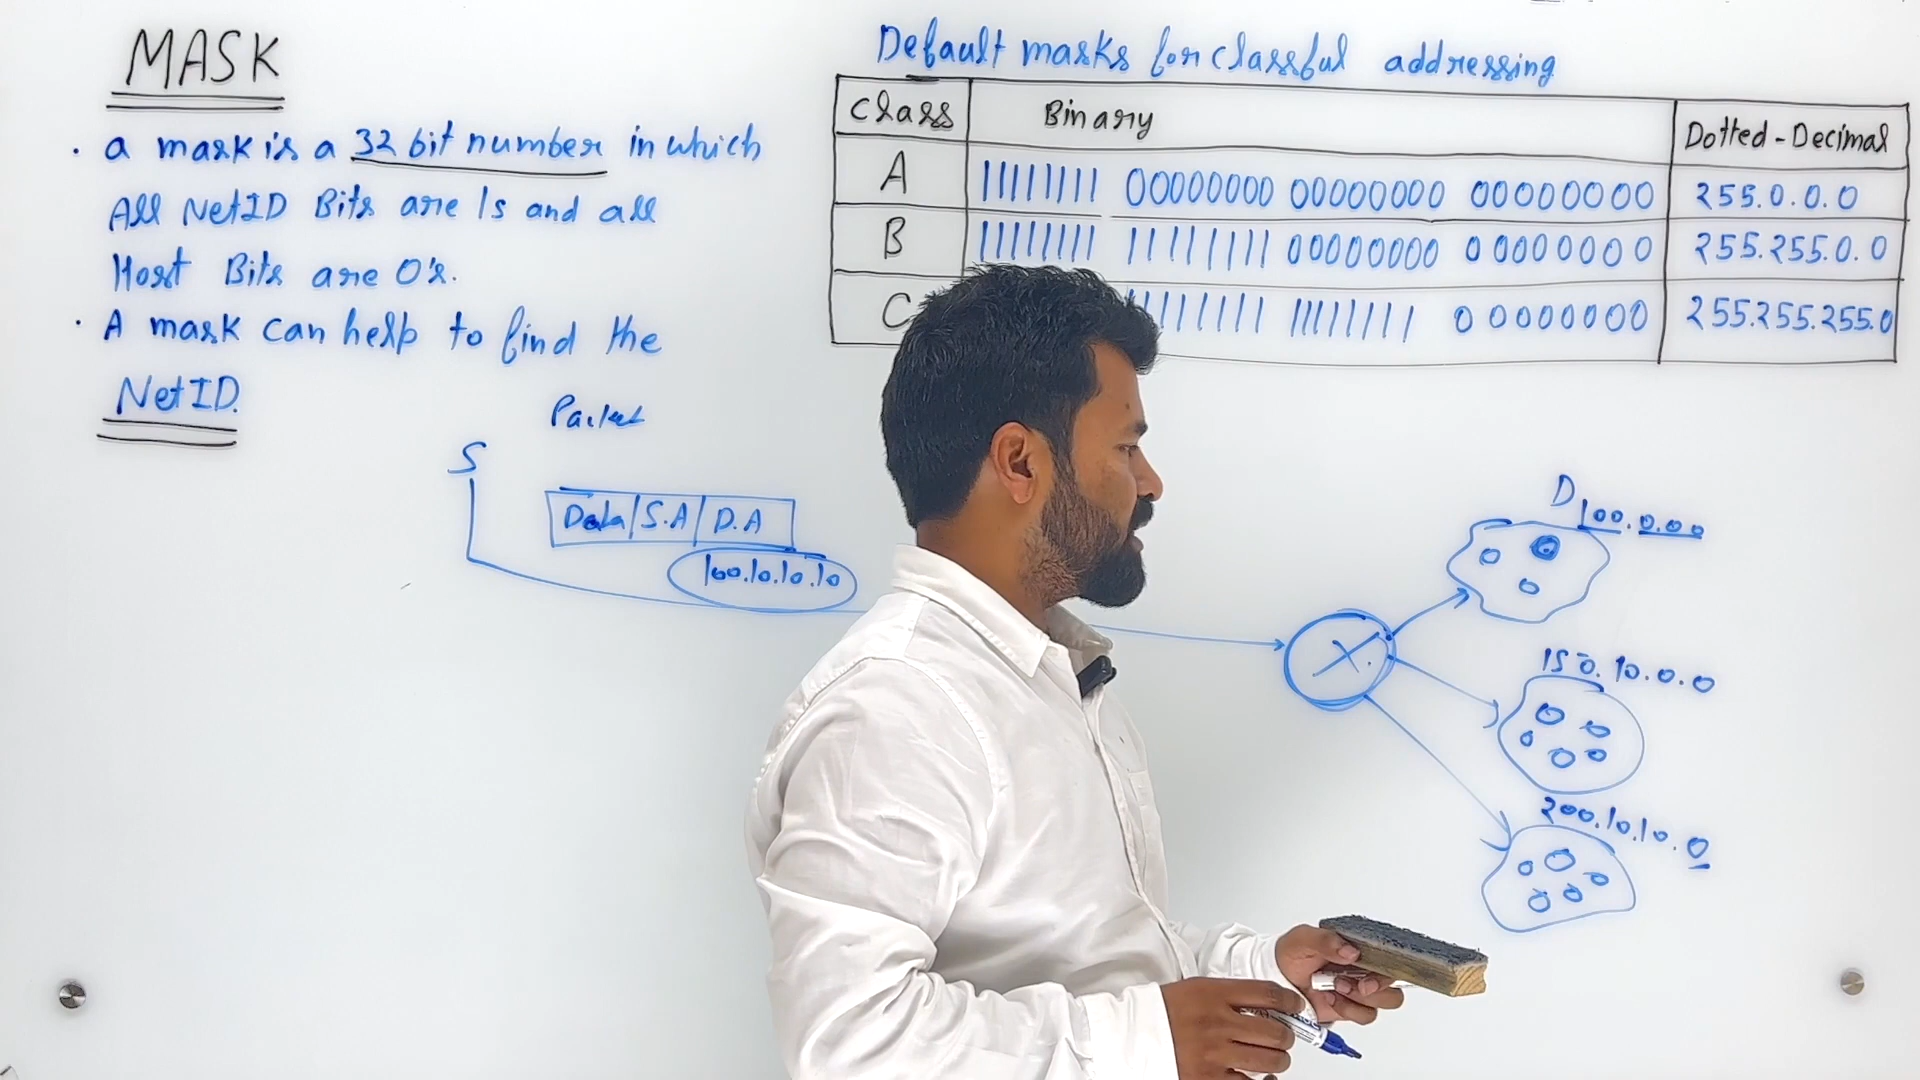 MASK
. a mask is a 32 bit number in which
All NetID Bits are 1s and all
Host Bits are 0's.
. A mask can help to find the
NetID.
Default masks for classful addressing
Class Binary Dotted-Decimal
A 11111111 00000000 00000000 00000000 255.0.0.0
B 11111111 11111111 00000000 00000000 255.255.0.0
C 11111111 11111111 00000000 255.255.255.0
Packet
S
Data S.A D.A
100.10.10.10
D
100.0.0.0
X
150.10.0.0
200.10.10.0